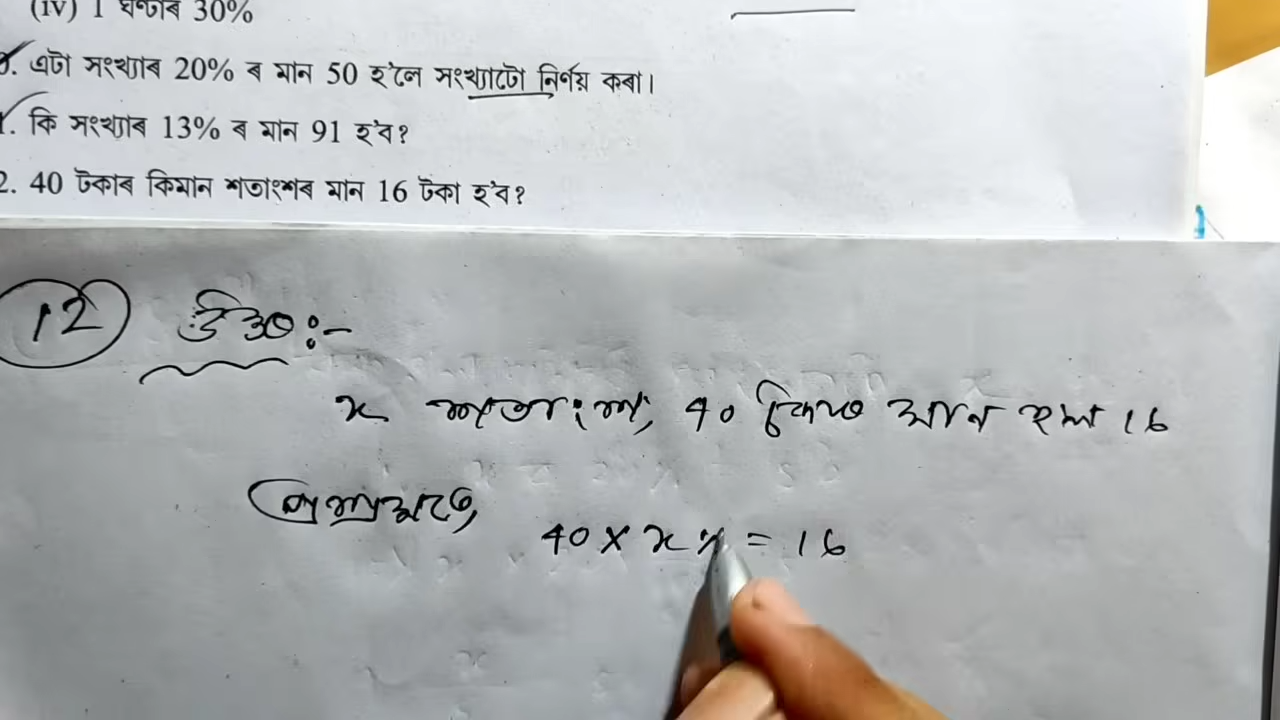 (iv) 1 ঘণ্টাৰ 30%
0. এটা সংখ্যাৰ 20% ৰ মান 50 হ'লে সংখ্যাটো নিৰ্ণয় কৰা।
1. কি সংখ্যাৰ 13% ৰ মান 91 হ'ব?
2. 40 টকাৰ কিমান শতাংশৰ মান 16 টকা হ'ব?
12 উত্তৰ :-
x শতাংশ, 40 টকাৰ মান হল 16
প্ৰশ্নমতে,
40 × x % = 16